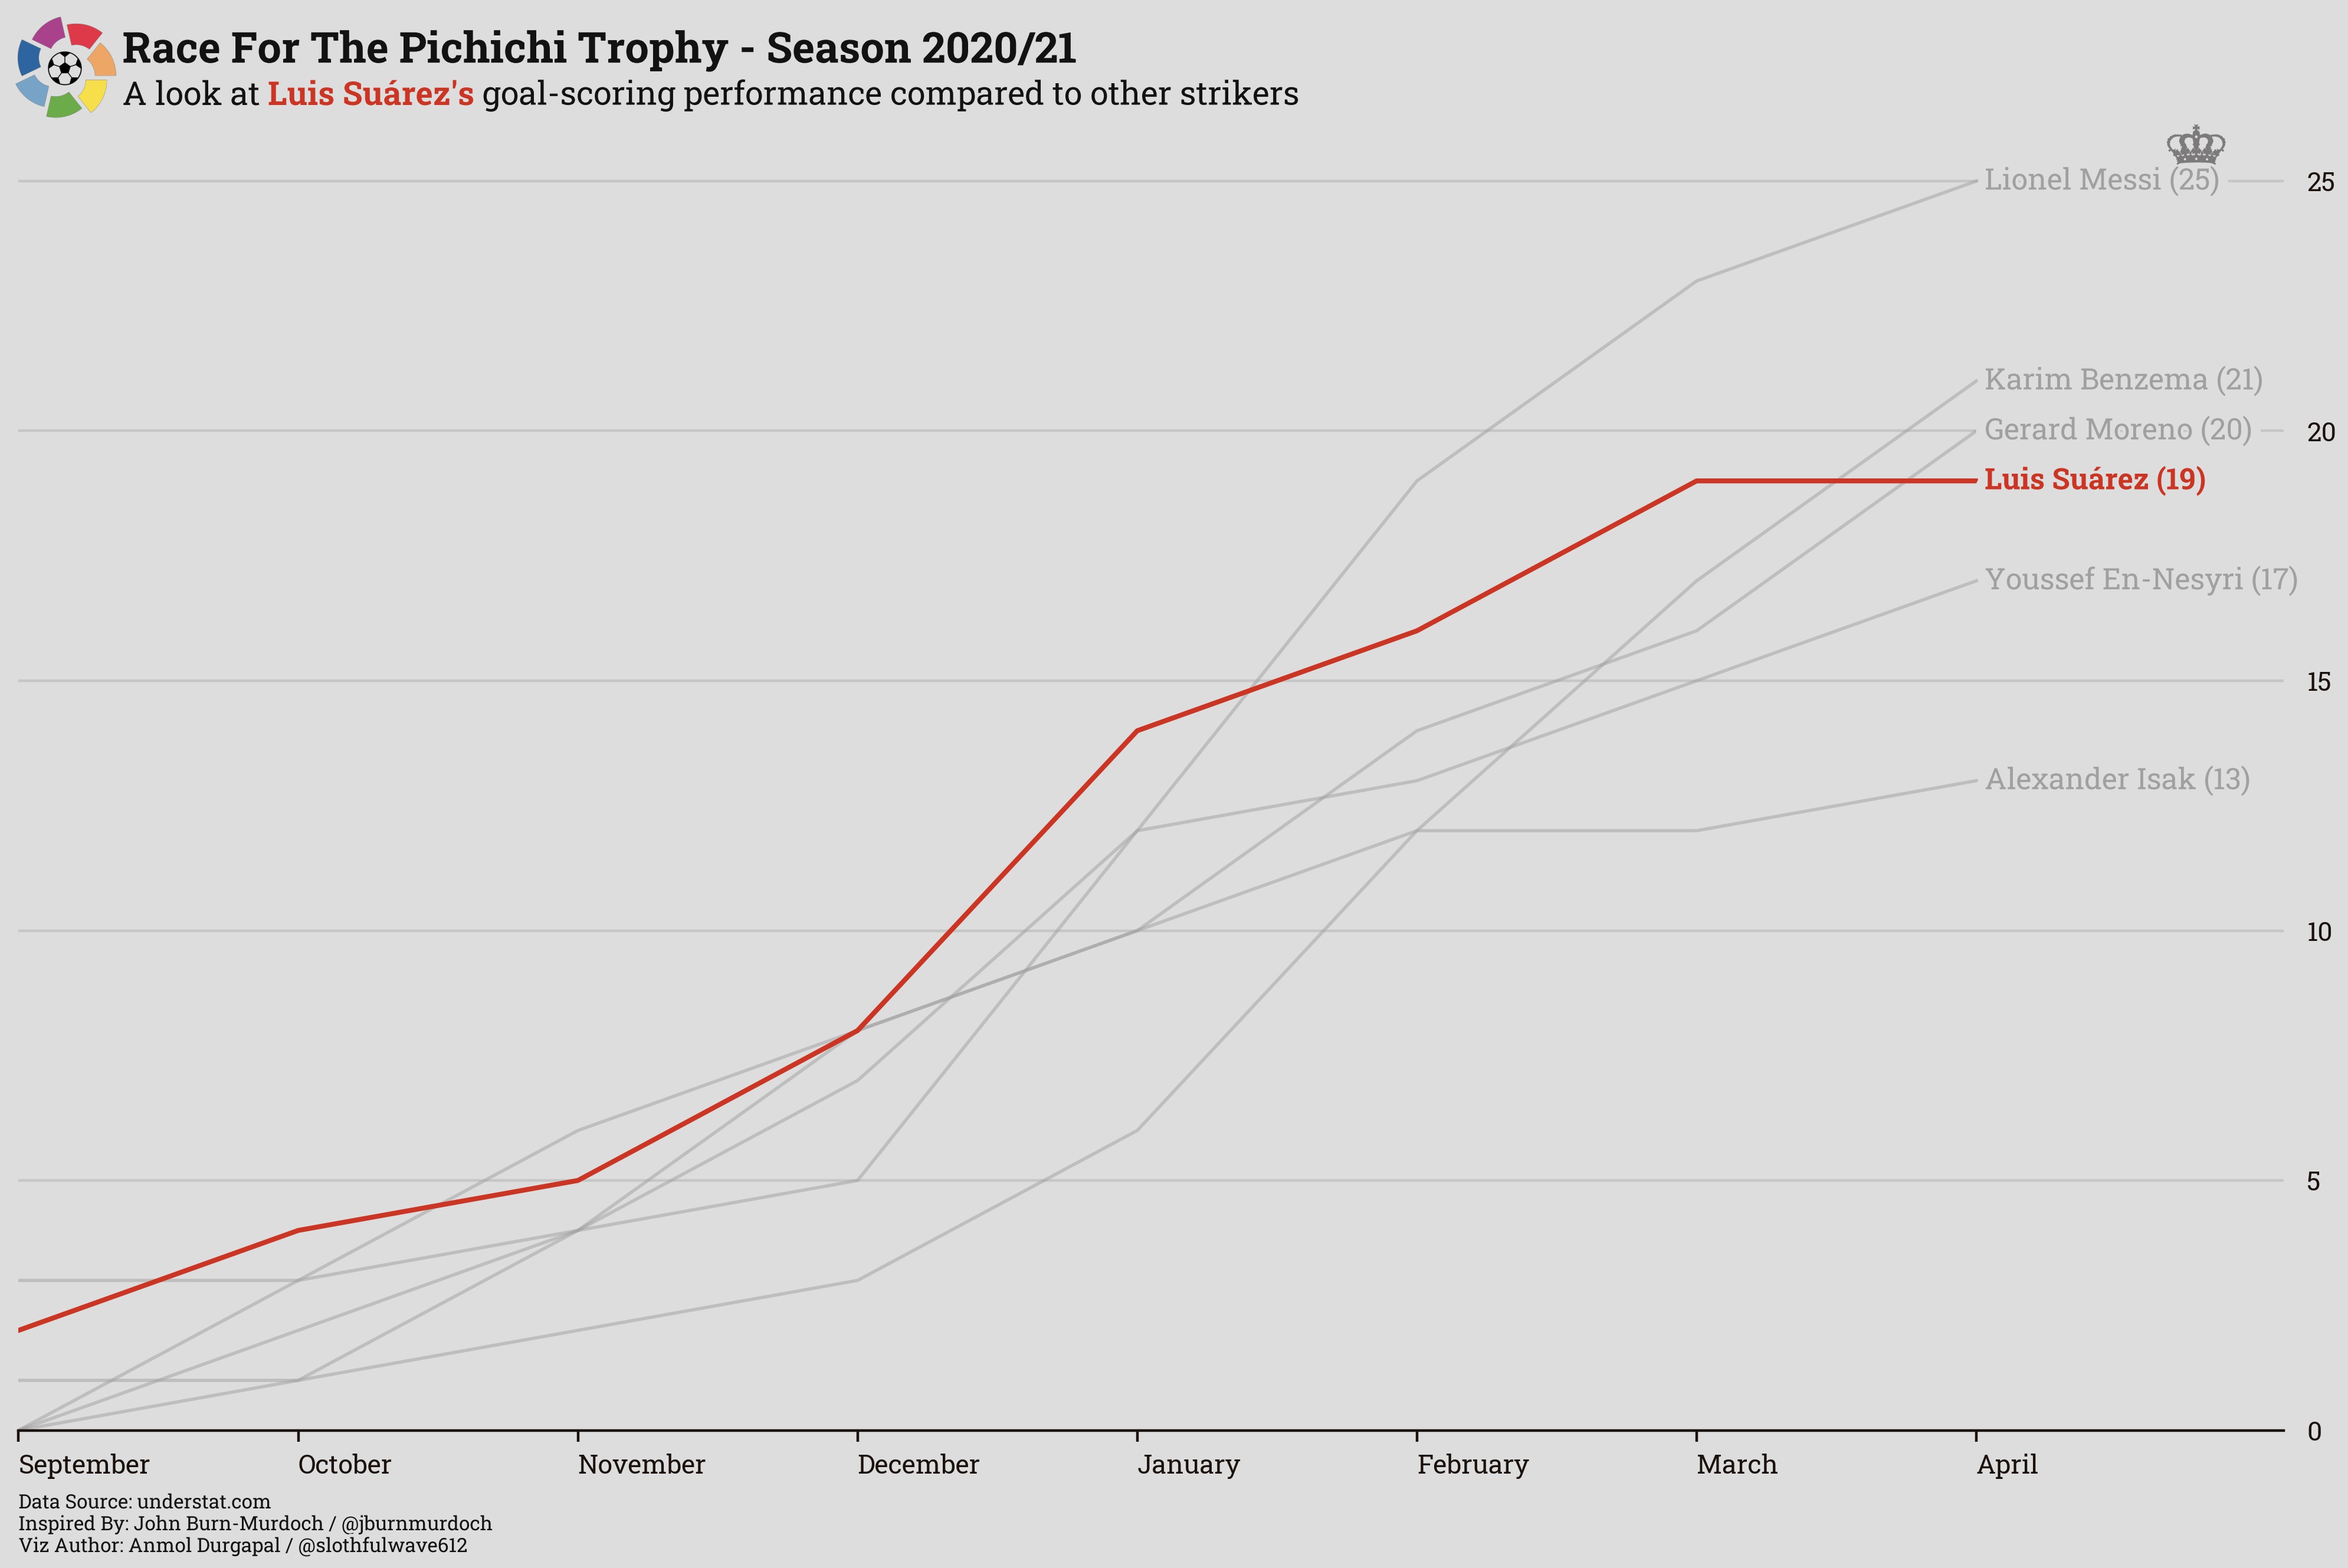 Race For The Pichichi Trophy - Season 2020/21
A look at Luis Suárez's goal-scoring performance compared to other strikers
Lionel Messi (25)
25
Karim Benzema (21)
Gerard Moreno (20)
20
Luis Suárez (19)
Youssef En-Nesyri (17)
15
Alexander Isak (13)
10
5
0
September October November December January February March April
Data Source: understat.com
Inspired By: John Burn-Murdoch / @jburnmurdoch
Viz Author: Anmol Durgapal / @slothfulwave612